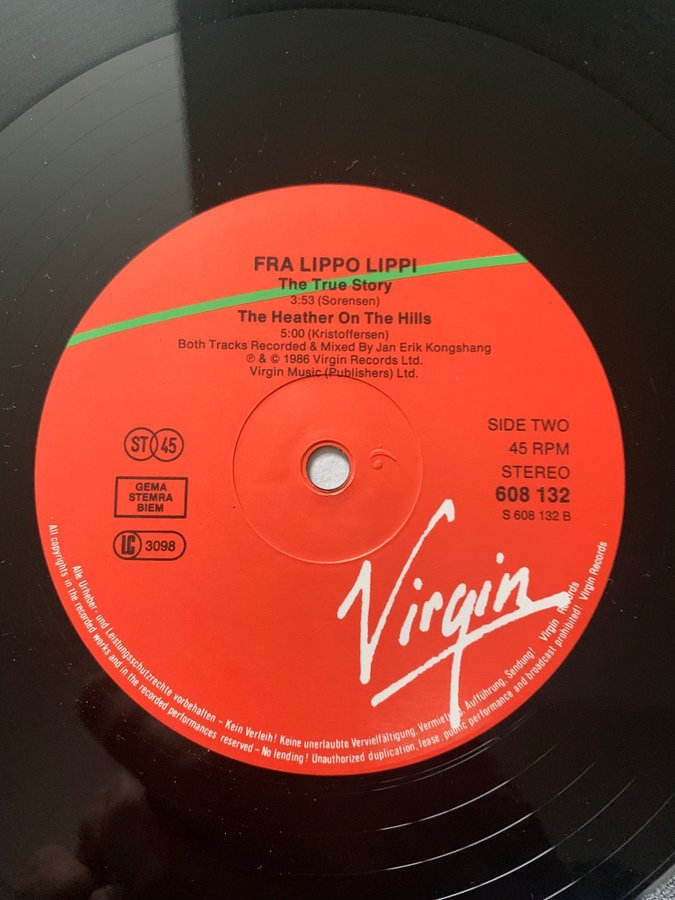 FRA LIPPO LIPPI
The True Story
3:53 (Sorensen)
The Heather On The Hills
5:00 (Kristoffersen)
Both Tracks Recorded & Mixed By Jan Erik Kongshang
℗ & © 1986 Virgin Records Ltd.
Virgin Music (Publishers) Ltd.
ST 45
GEMA
STEMRA
BIEM
LC 3098
SIDE TWO
45 RPM
STEREO
608 132
S 608 132 B
Virgin
Alle Urheber- und Leistungsschutzrechte vorbehalten – Kein Verleih! Keine unerlaubte Vervielfältigung, Aufführung, Sendung! Virgin Records
All copyrights in the recorded works and in the recorded performances reserved – No lending! Unauthorized duplication, lease, public performance and broadcast prohibited! Virgin Records